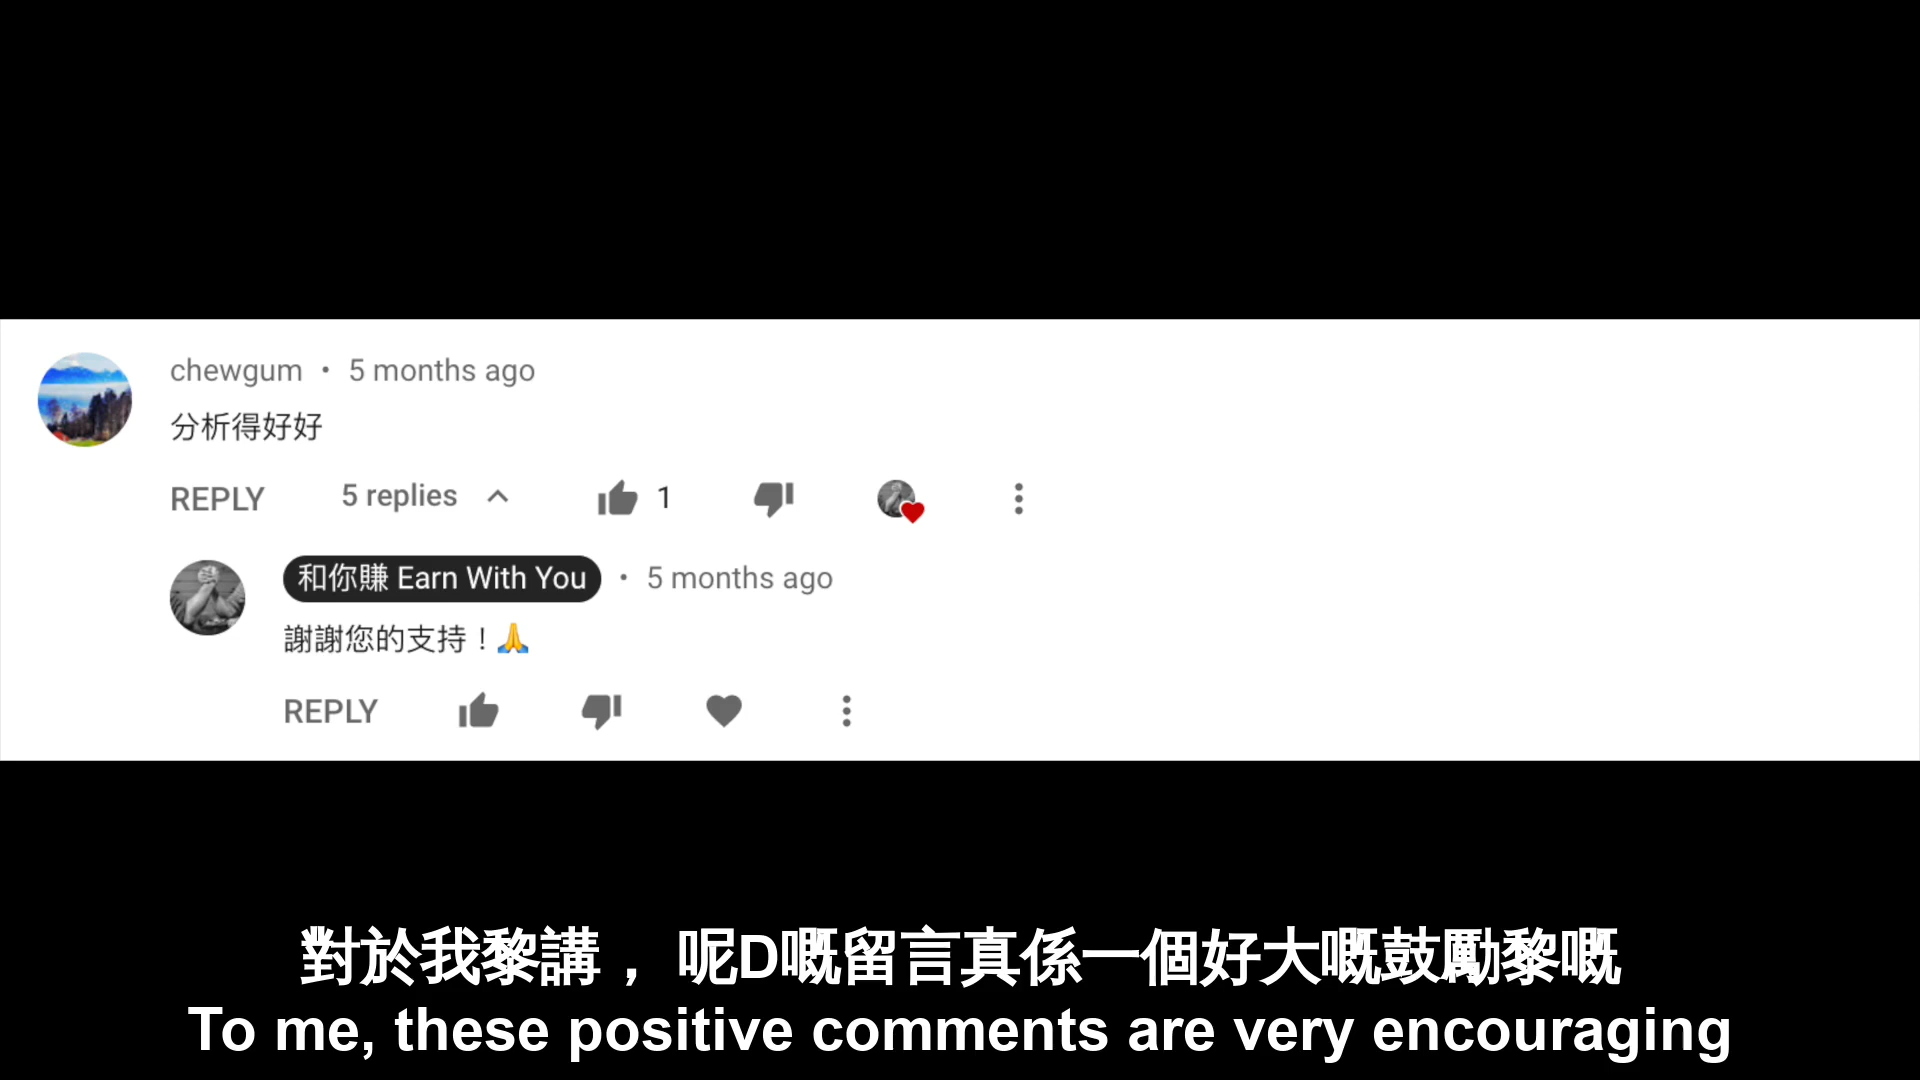 chewgum • 5 months ago
分析得好好
REPLY 5 replies 1
和你賺 Earn With You • 5 months ago
謝謝您的支持！🙏
REPLY
對於我黎講， 呢D嘅留言真係一個好大嘅鼓勵黎嘅
To me, these positive comments are very encouraging